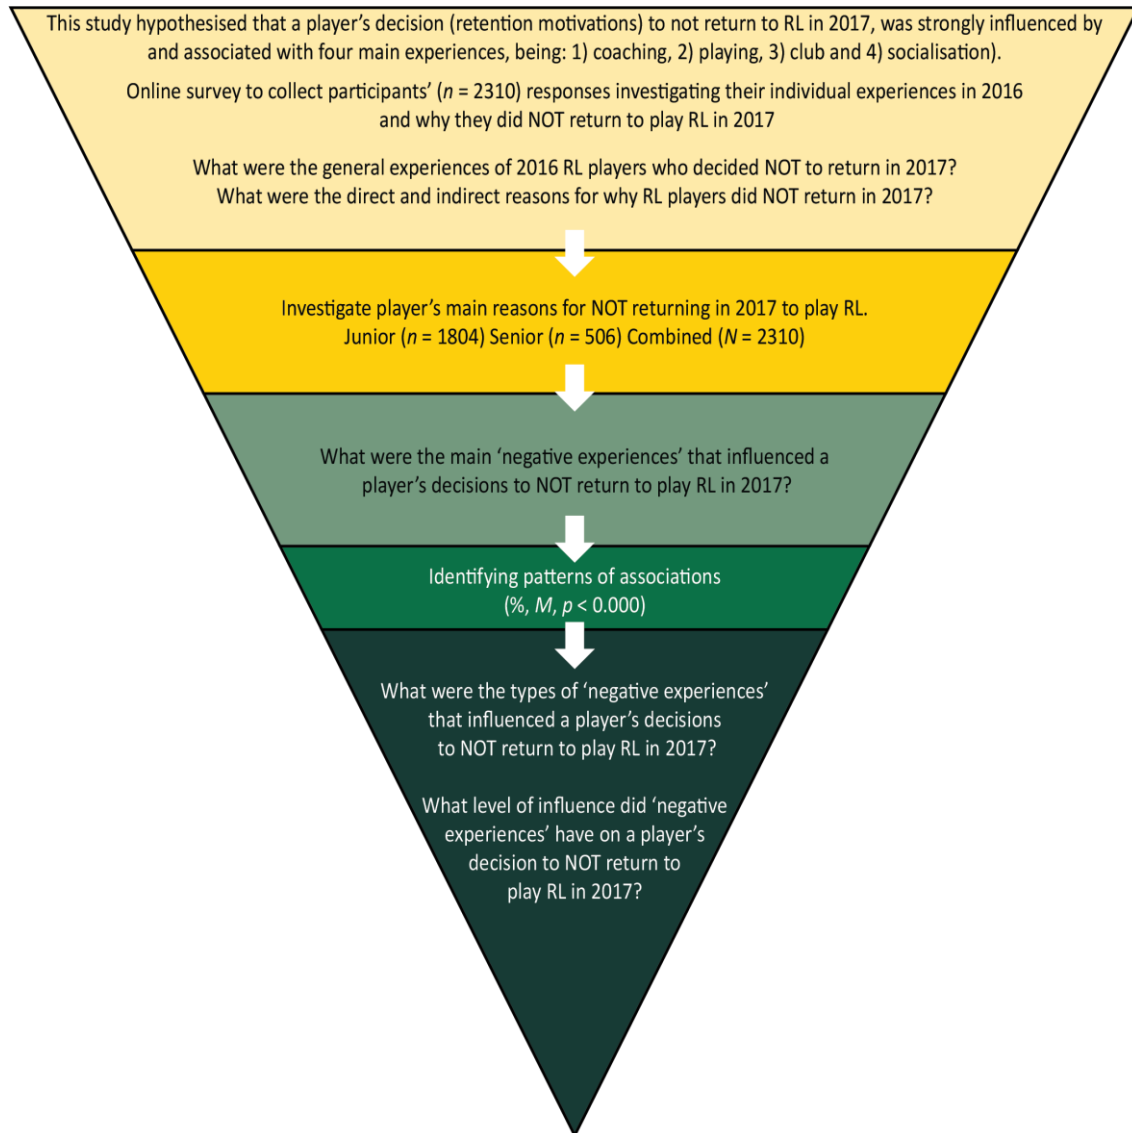 This study hypothesised that a player’s decision (retention motivations) to not return to RL in 2017, was strongly influenced by
and associated with four main experiences, being: 1) coaching, 2) playing, 3) club and 4) socialisation).
Online survey to collect participants’ (n = 2310) responses investigating their individual experiences in 2016
and why they did NOT return to play RL in 2017
What were the general experiences of 2016 RL players who decided NOT to return in 2017?
What were the direct and indirect reasons for why RL players did NOT return in 2017?
Investigate player’s main reasons for NOT returning in 2017 to play RL.
Junior (n = 1804) Senior (n = 506) Combined (N = 2310)
What were the main ‘negative experiences’ that influenced a
player’s decisions to NOT return to play RL in 2017?
Identifying patterns of associations
(%, M, p < 0.000)
What were the types of ‘negative experiences’
that influenced a player’s decisions
to NOT return to play RL in 2017?
What level of influence did ‘negative
experiences’ have on a player’s
decision to NOT return to
play RL in 2017?